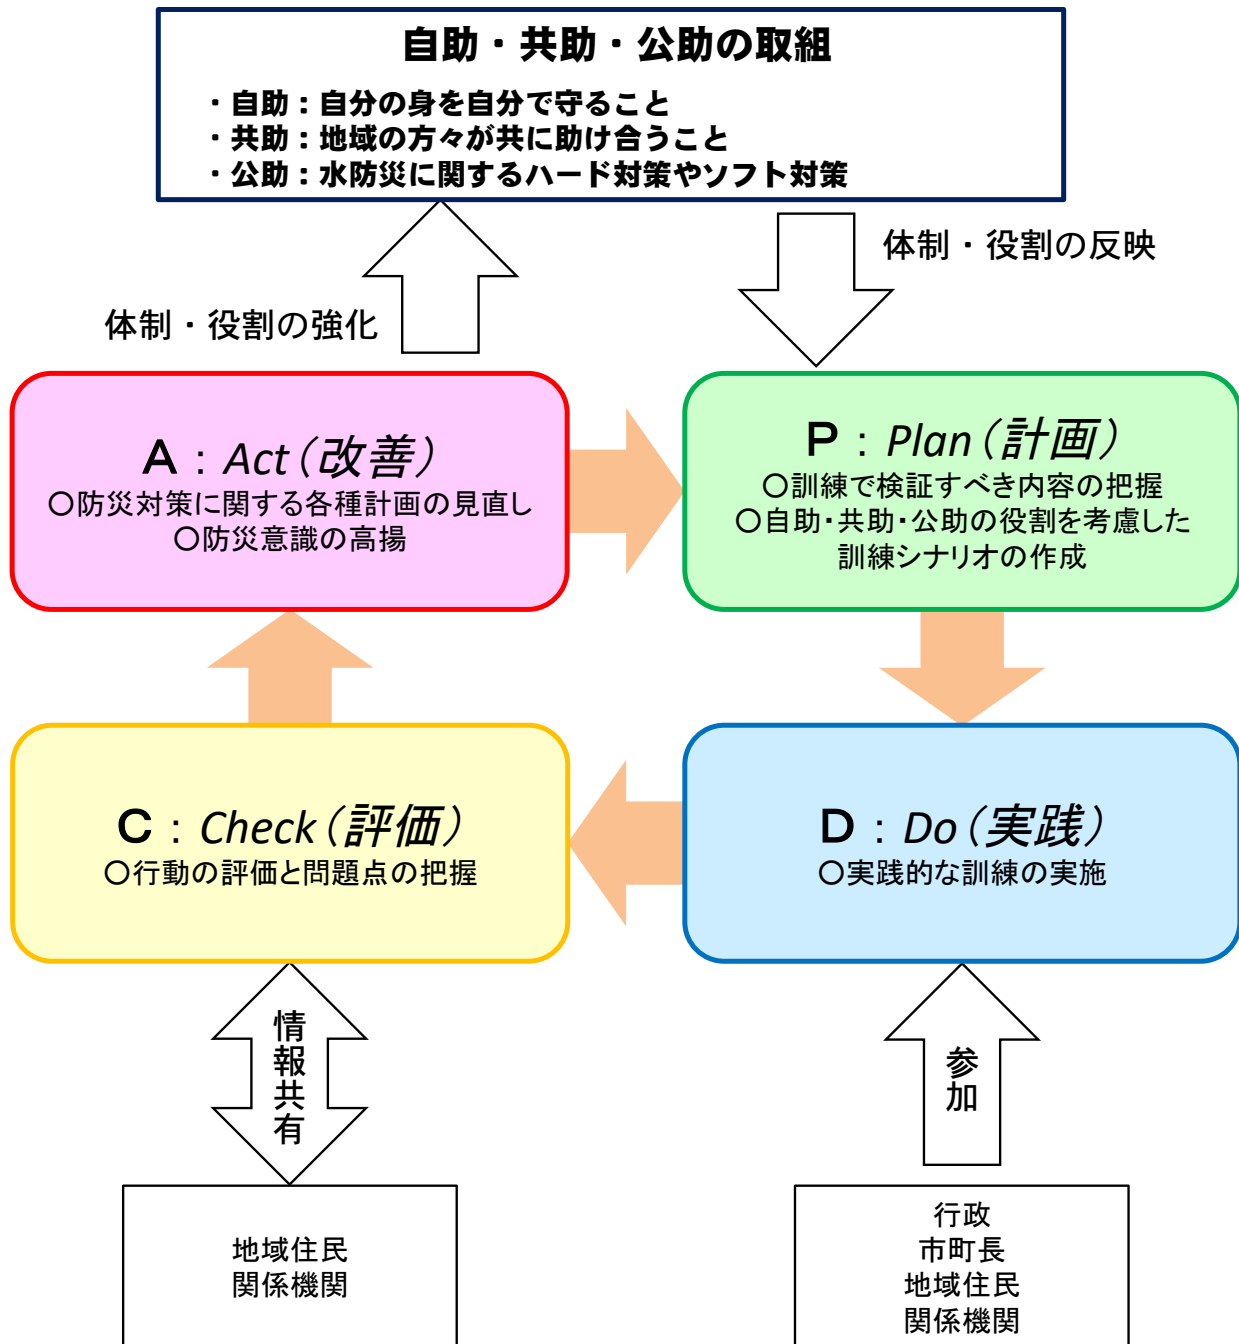 自助・共助・公助の取組
・自助：自分の身を自分で守ること
・共助：地域の方々が共に助け合うこと
・公助：水防災に関するハード対策やソフト対策
体制・役割の反映
体制・役割の強化
A：Act（改善）
○防災対策に関する各種計画の見直し
○防災意識の高揚
P：Plan（計画）
○訓練で検証すべき内容の把握
○自助・共助・公助の役割を考慮した
訓練シナリオの作成
C：Check（評価）
○行動の評価と問題点の把握
D：Do（実践）
○実践的な訓練の実施
情報共有
参加
地域住民
関係機関
行政
市町長
地域住民
関係機関